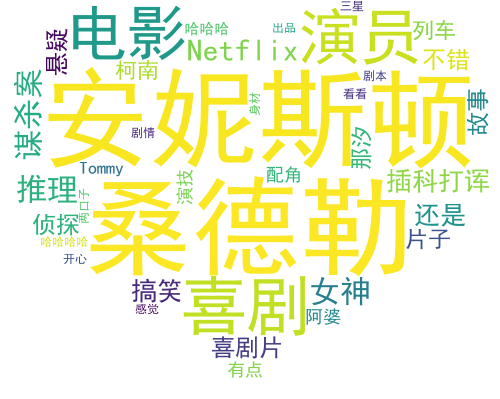 三星
电影
哈哈哈
出品
演员
列车
悬疑
Netflix
不错
柯南
剧本
谋杀案
安妮斯顿
身材
看看
故事
剧情
那汐
Tommy
配角
推理
两口子
演技
插科打诨
桑德勒
侦探
还是
片子
哈哈哈哈
开心
搞笑
喜剧
女神
感觉
阿婆
喜剧片
有点